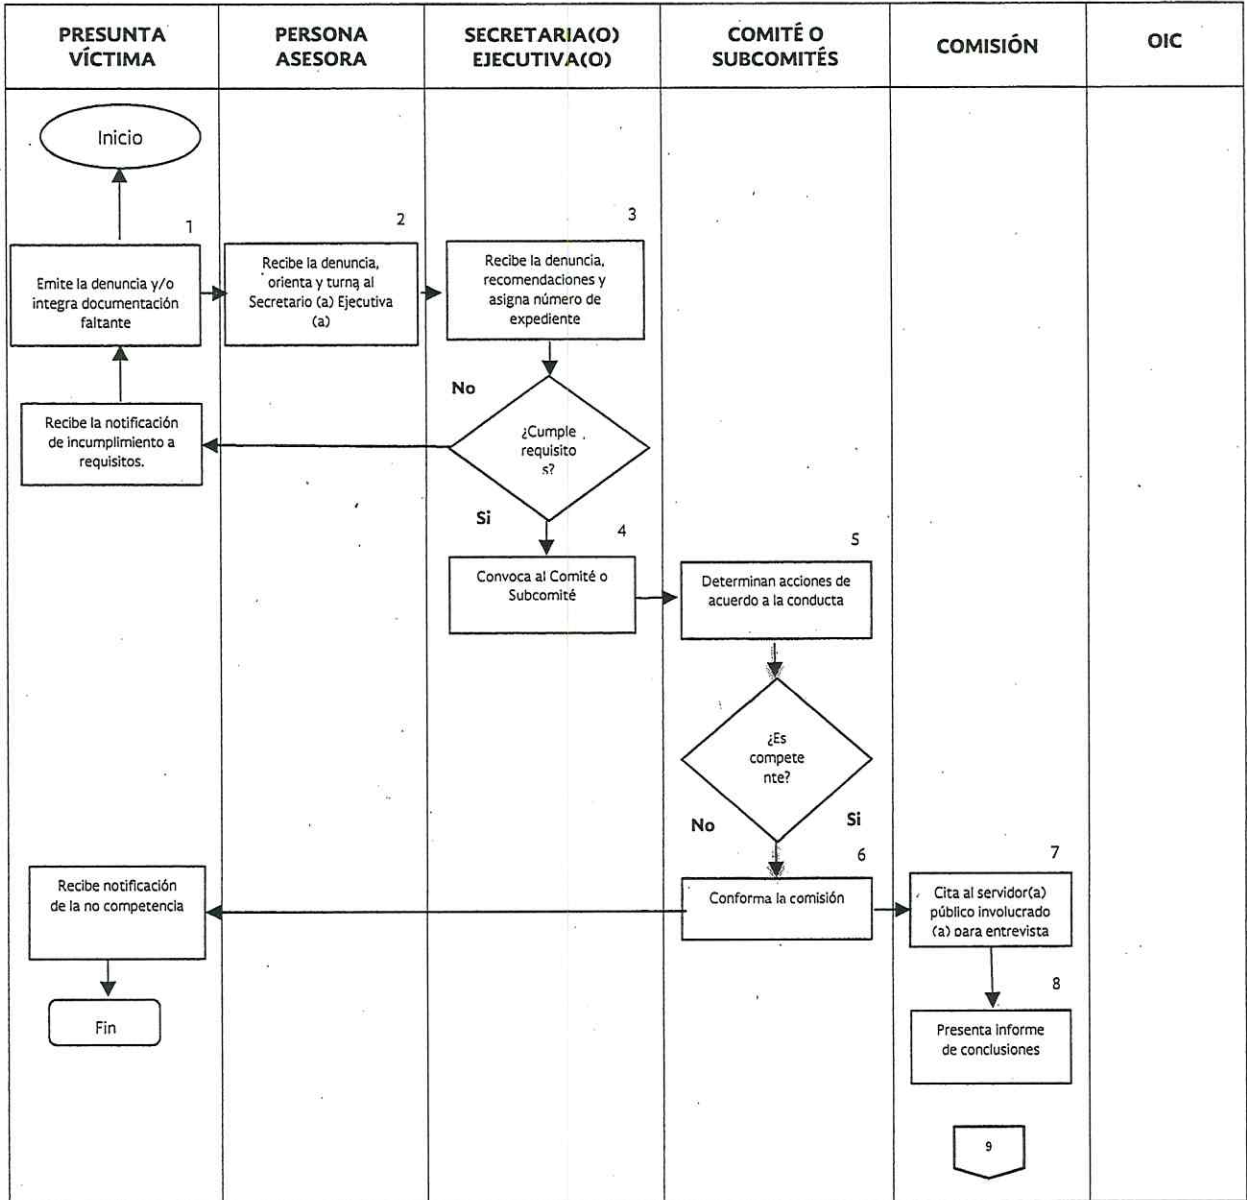 PRESUNTA
VÍCTIMA
PERSONA
ASESORA
SECRETARIA(O)
EJECUTIVA(O)
COMITÉ O
SUBCOMITÉS
COMISIÓN
OIC
Inicio
1
Emite la denuncia y/o
integra documentación
faltante
2
Recibe la denuncia,
orienta y turna al
Secretario (a) Ejecutiva
(a)
3
Recibe la denuncia,
recomendaciones y
asigna número de
expediente
No
¿Cumple
requisito
s?
Recibe la notificación
de incumplimiento a
requisitos.
Si
4
Convoca al Comité o
Subcomité
5
Determinan acciones de
acuerdo a la conducta
¿Es
compete
nte?
No
Si
6
Conforma la comisión
Recibe notificación
de la no competencia
Fin
7
Cita al servidor(a)
público involucrado
(a) para entrevista
8
Presenta informe
de conclusiones
9